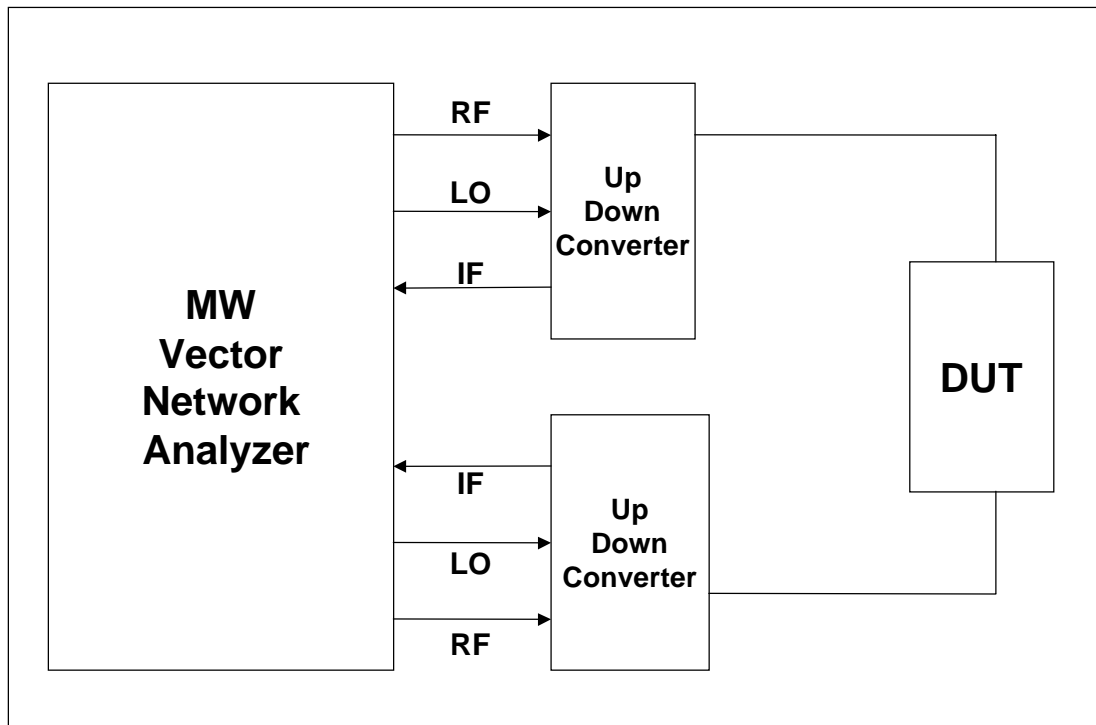 MW
Vector
Network
Analyzer
RF
LO
IF
Up
Down
Converter
IF
LO
RF
Up
Down
Converter
DUT